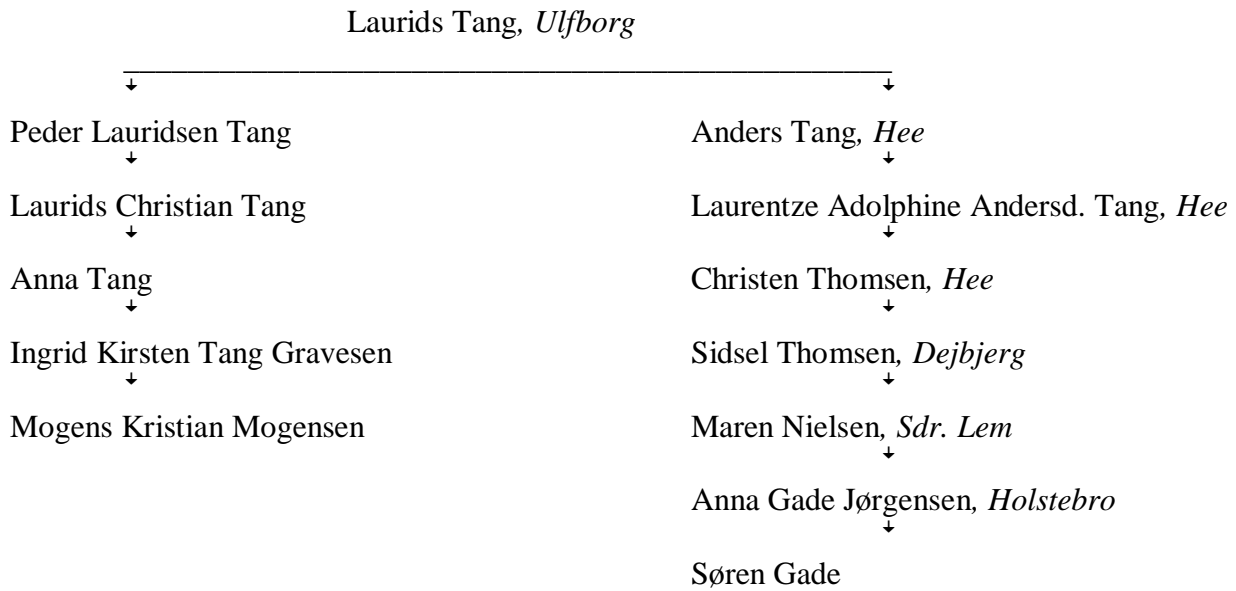 Laurids Tang, Ulfborg
Peder Lauridsen Tang
Anders Tang, Hee
Laurids Christian Tang
Laurentze Adolphine Andersd. Tang, Hee
Anna Tang
Christen Thomsen, Hee
Ingrid Kirsten Tang Gravesen
Sidsel Thomsen, Dejbjerg
Mogens Kristian Mogensen
Maren Nielsen, Sdr. Lem
Anna Gade Jørgensen, Holstebro
Søren Gade